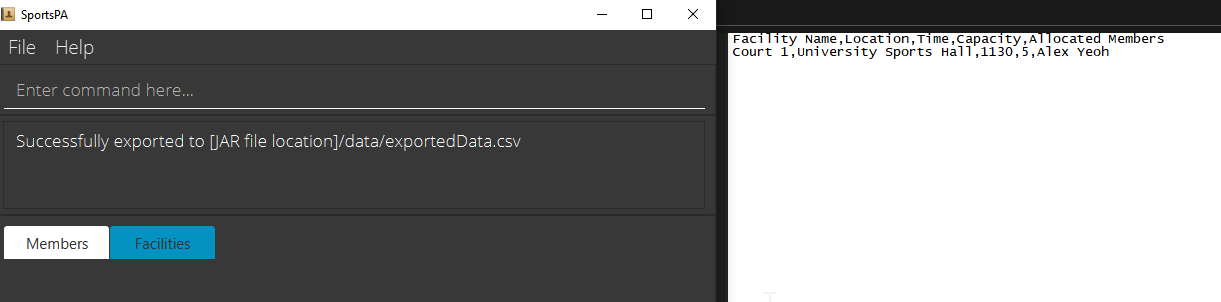 SportsPA
File Help
Enter command here...
Successfully exported to [JAR file location]/data/exportedData.csv
Members Facilities
Facility Name,Location,Time,Capacity,Allocated Members
Court 1,University Sports Hall,1130,5,Alex Yeoh